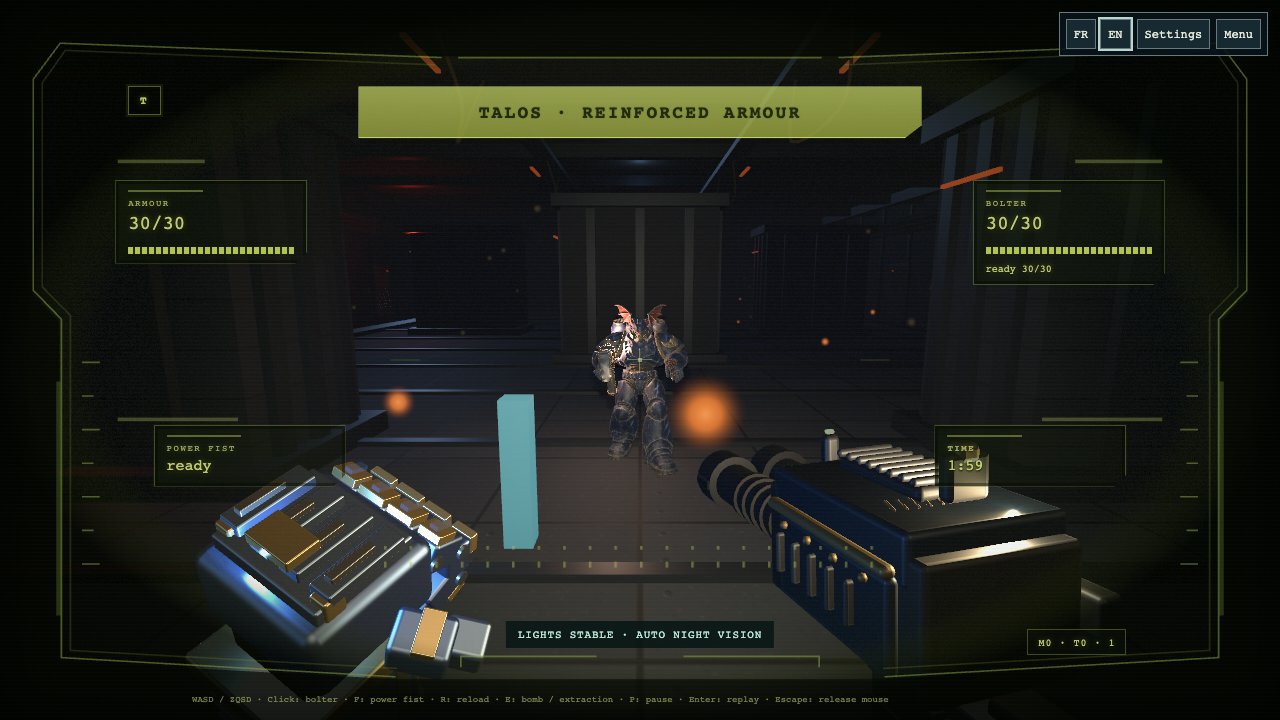 FR EN Settings Menu
T
TALOS · REINFORCED ARMOUR
ARMOUR
30/30
BOLTER
30/30
ready 30/30
POWER FIST
ready
TIME
1:59
LIGHTS STABLE · AUTO NIGHT VISION
M0 · T0 · 1
WASD / ZQSD · Click: bolter · F: power fist · R: reload · E: bomb / extraction · P: pause · Enter: replay · Escape: release mouse